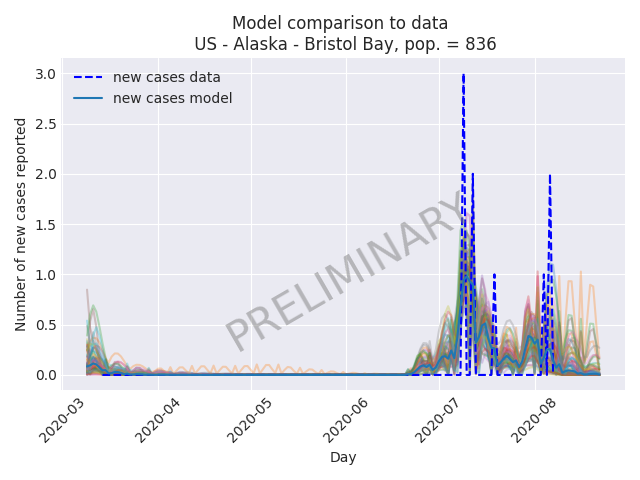 Model comparison to data
US - Alaska - Bristol Bay, pop. = 836
new cases data
new cases model
PRELIMINARY
Number of new cases reported
3.0
2.5
2.0
1.5
1.0
0.5
0.0
2020-03
2020-04
2020-05
2020-06
2020-07
2020-08
Day